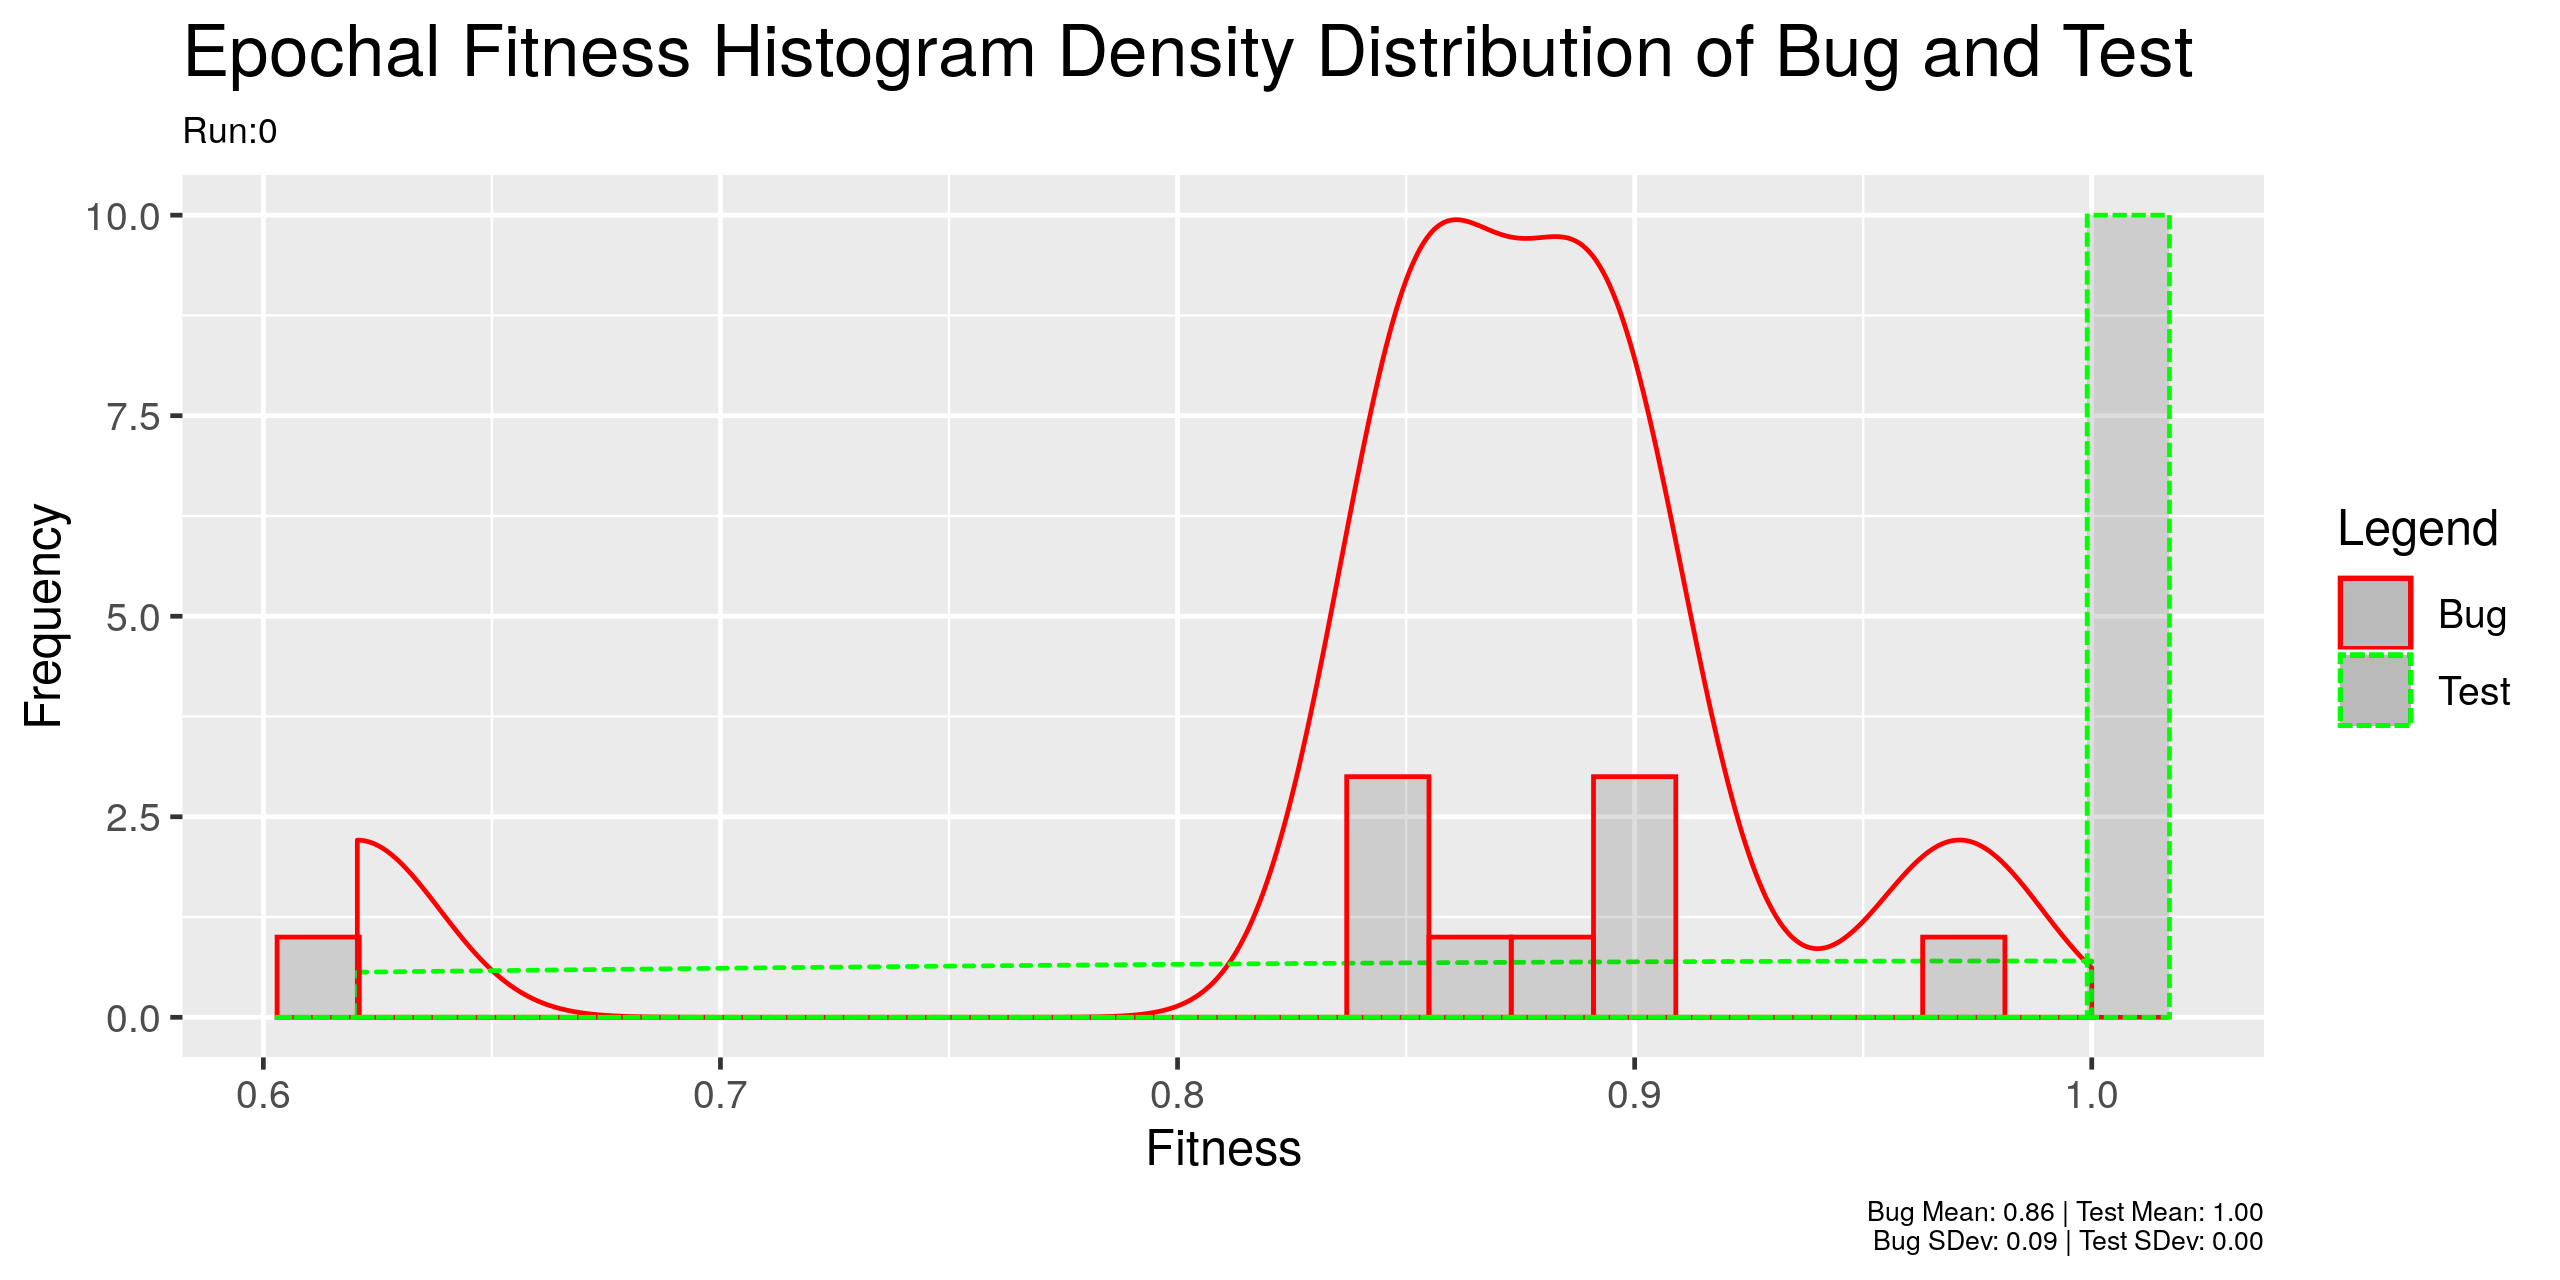 Epochal Fitness Histogram Density Distribution of Bug and Test
Run:0
10.0
7.5
5.0
2.5
0.0
Frequency
0.6 0.7 0.8 0.9 1.0
Fitness
Legend
Bug
Test
Bug Mean: 0.86 | Test Mean: 1.00
Bug SDev: 0.09 | Test SDev: 0.00